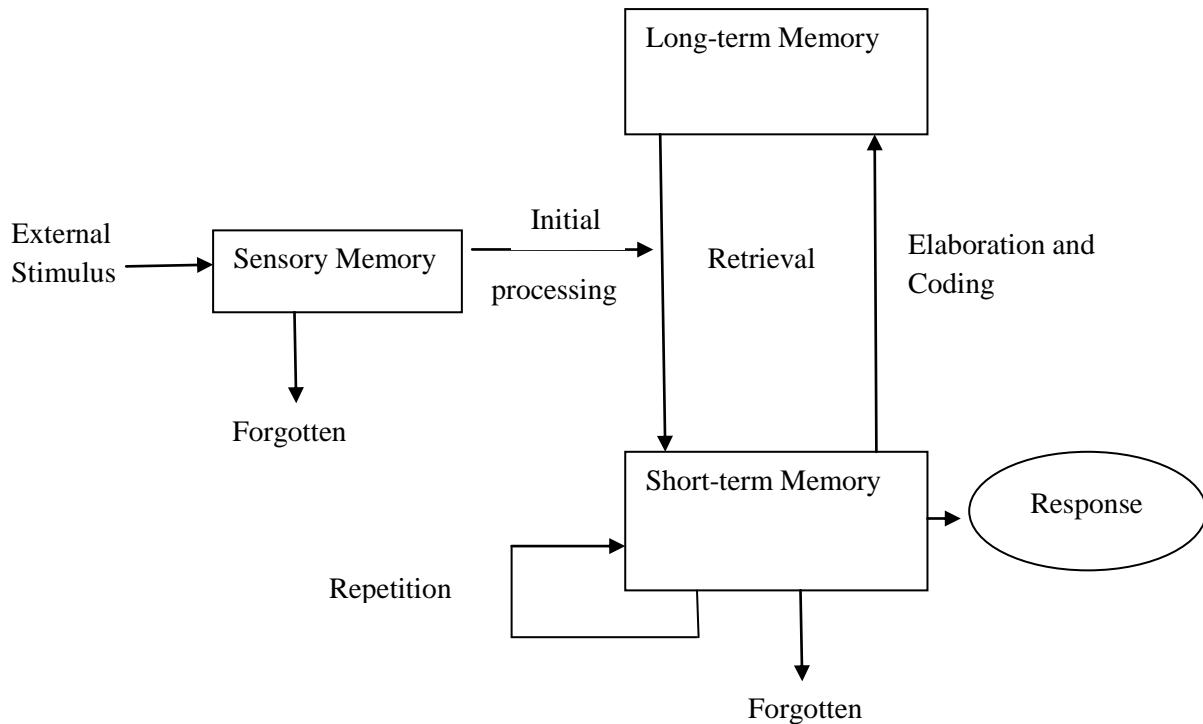 Long-term Memory
External
Stimulus
Sensory Memory
Initial
processing
Retrieval
Elaboration and
Coding
Forgotten
Short-term Memory
Response
Repetition
Forgotten